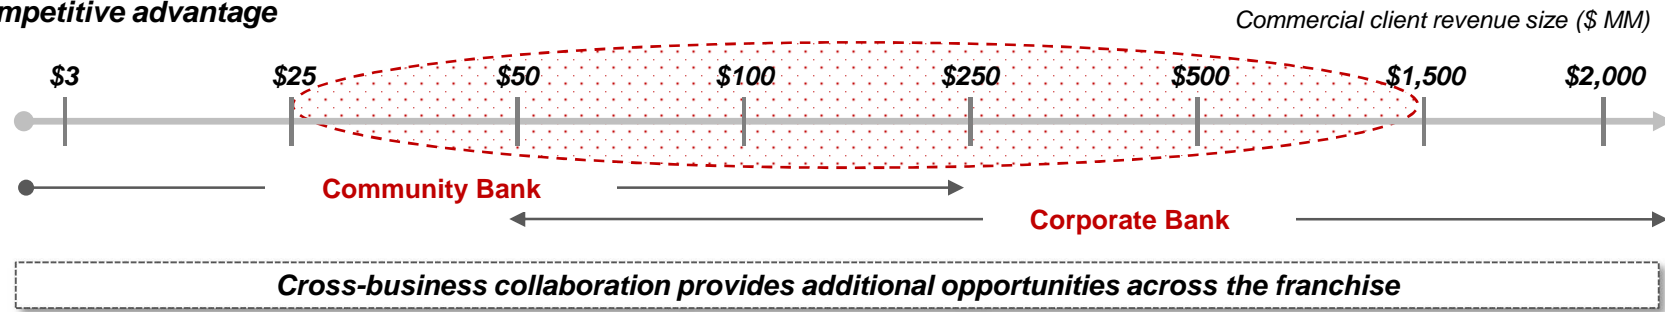 mpetitive advantage
Commercial client revenue size ($ MM)
$3 $25 $50 $100 $250 $500 $1,500 $2,000
Community Bank
Corporate Bank
Cross-business collaboration provides additional opportunities across the franchise